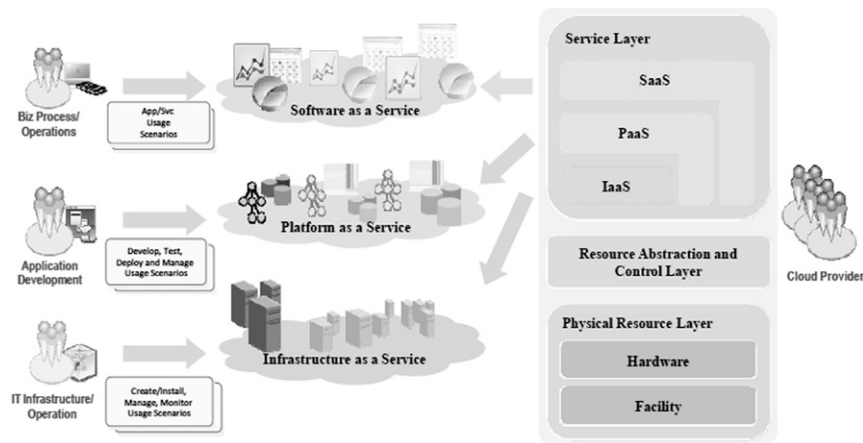 Biz Process/
Operations
App/Svc
Usage
Scenarios
Software as a Service
Application
Development
Develop, Test,
Deploy and Manage
Usage Scenarios
Platform as a Service
IT Infrastructure/
Operation
Create/Install,
Manage, Monitor
Usage Scenarios
Infrastructure as a Service
Service Layer
SaaS
PaaS
IaaS
Resource Abstraction and
Control Layer
Physical Resource Layer
Hardware
Facility
Cloud Provider